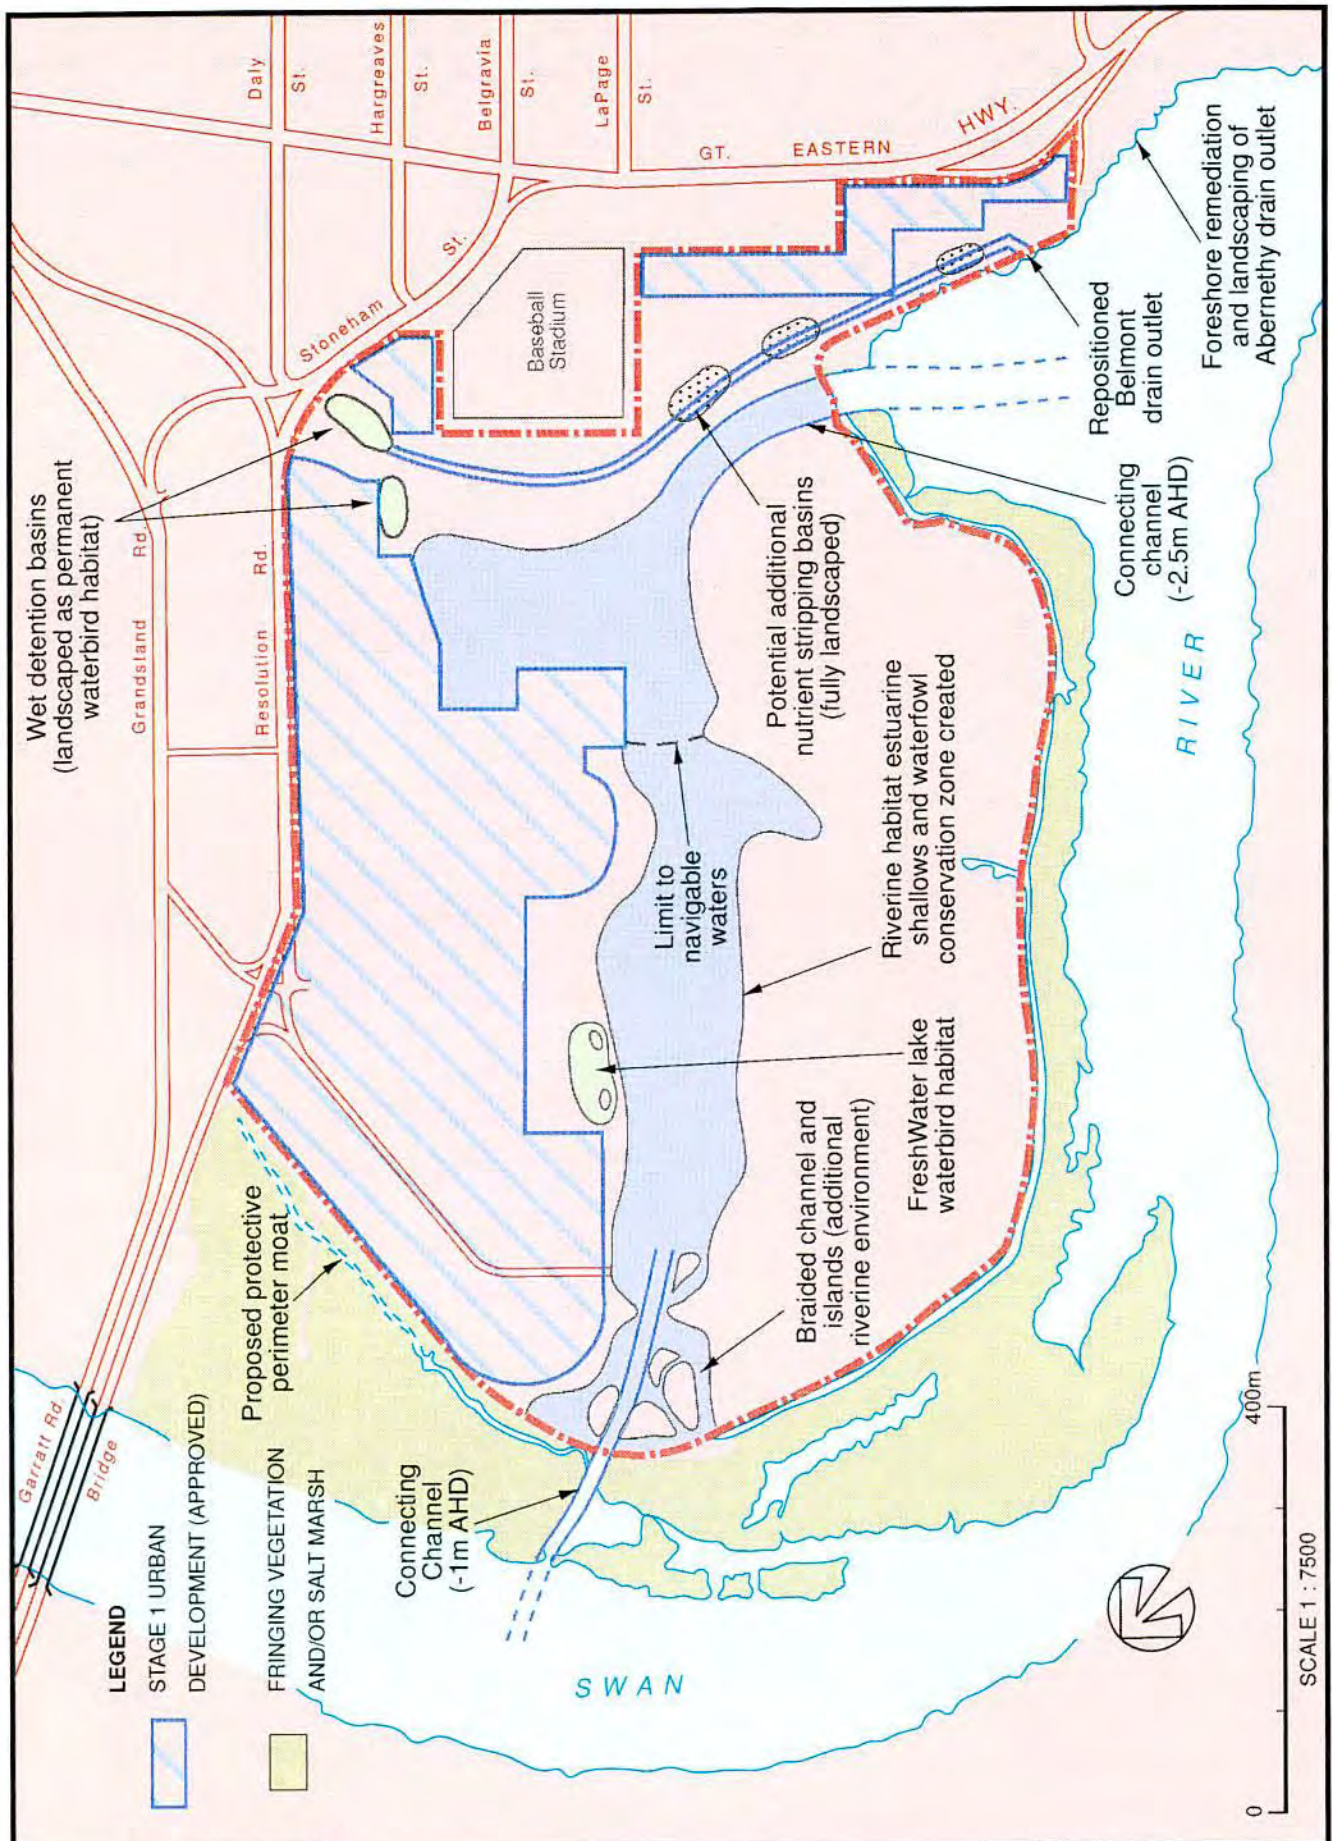 Wet detention basins
(landscaped as permanent
waterbird habitat)
Daly
St.
Hargreaves
St.
Belgravia
St.
LaPage
St.
GT. EASTERN HWY.
Stoneham St.
Grandstand Rd.
Resolution Rd.
Baseball
Stadium
Garratt Rd.
Bridge
Proposed protective
perimeter moat
Limit to
navigable
waters
Potential additional
nutrient stripping basins
(fully landscaped)
Foreshore remediation
and landscaping of
Abernethy drain outlet
Repositioned
Belmont
drain outlet
Connecting
channel
(-2.5m AHD)
Riverine habitat estuarine
shallows and waterfowl
conservation zone created
FreshWater lake
waterbird habitat
Braided channel and
islands (additional
riverine environment)
Connecting
Channel
(-1m AHD)
SWAN
RIVER
LEGEND
STAGE 1 URBAN
DEVELOPMENT (APPROVED)
FRINGING VEGETATION
AND/OR SALT MARSH
0
400m
SCALE 1 : 7500